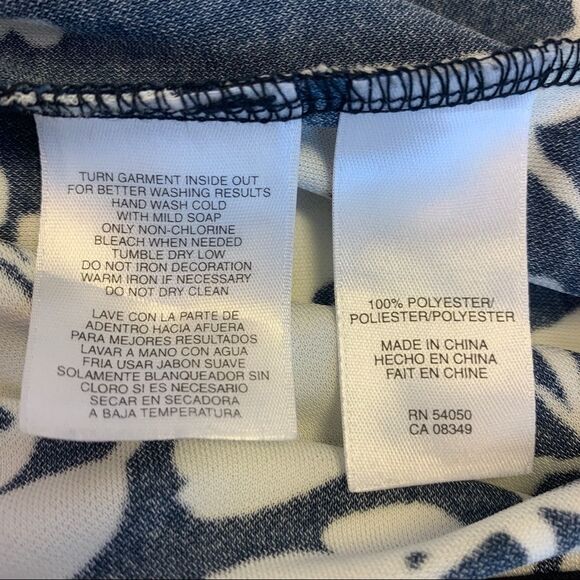 TURN GARMENT INSIDE OUT
FOR BETTER WASHING RESULTS
HAND WASH COLD
WITH MILD SOAP
ONLY NON-CHLORINE
BLEACH WHEN NEEDED
TUMBLE DRY LOW
DO NOT IRON DECORATION
WARM IRON IF NECESSARY
DO NOT DRY CLEAN
LAVE CON LA PARTE DE
ADENTRO HACIA AFUERA
PARA MEJORES RESULTADOS
LAVAR A MANO CON AGUA
FRIA USAR JABON SUAVE
SOLAMENTE BLANQUEADOR SIN
CLORO SI ES NECESARIO
SECAR EN SECADORA
A BAJA TEMPERATURA
100% POLYESTER/
POLIESTER/POLYESTER
MADE IN CHINA
HECHO EN CHINA
FAIT EN CHINE
RN 54050
CA 08349